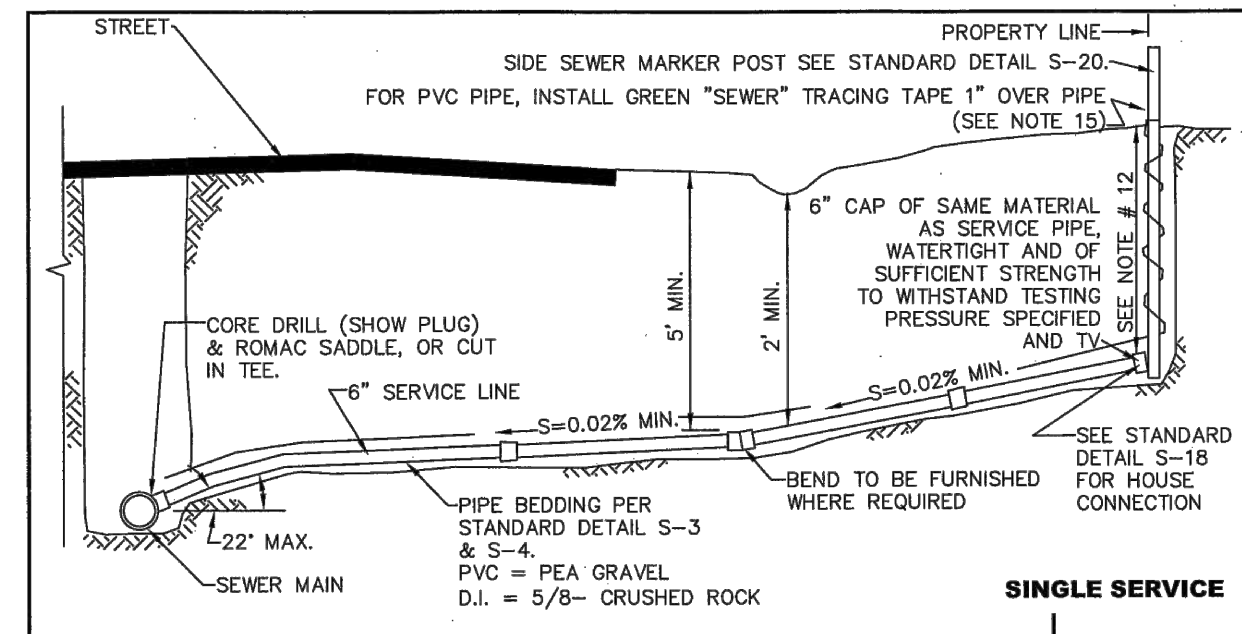 STREET
PROPERTY LINE
SIDE SEWER MARKER POST SEE STANDARD DETAIL S-20.
FOR PVC PIPE, INSTALL GREEN "SEWER" TRACING TAPE 1" OVER PIPE
(SEE NOTE 15)
6" CAP OF SAME MATERIAL
AS SERVICE PIPE,
WATERTIGHT AND OF
SUFFICIENT STRENGTH
TO WITHSTAND TESTING
PRESSURE SPECIFIED
AND TV
SEE NOTE # 12
5' MIN.
2' MIN.
CORE DRILL (SHOW PLUG)
& ROMAC SADDLE, OR CUT
IN TEE.
6" SERVICE LINE
S=0.02% MIN.
S=0.02% MIN.
SEE STANDARD
DETAIL S-18
FOR HOUSE
CONNECTION
BEND TO BE FURNISHED
WHERE REQUIRED
PIPE BEDDING PER
STANDARD DETAIL S-3
& S-4.
PVC = PEA GRAVEL
D.I. = 5/8- CRUSHED ROCK
22° MAX.
SEWER MAIN
SINGLE SERVICE